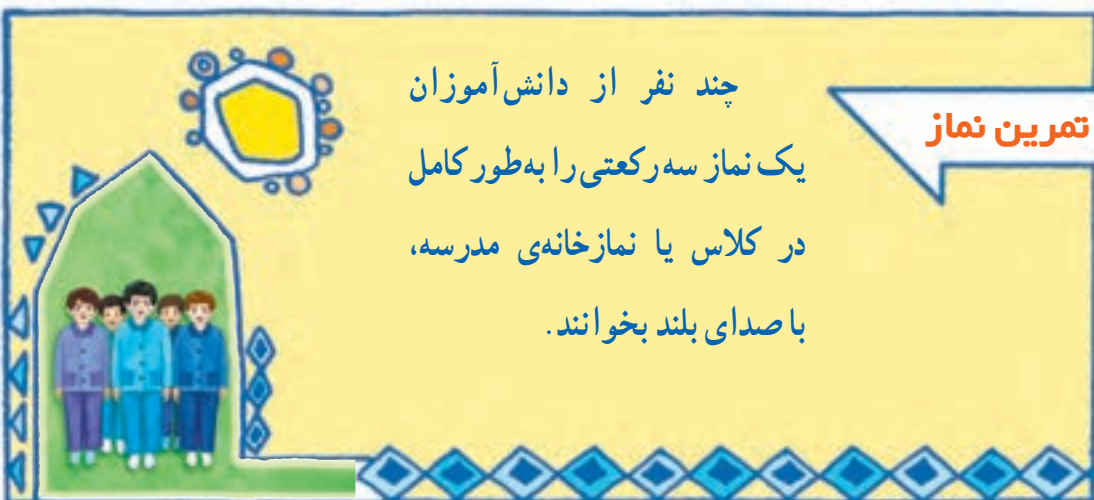 تمرین نماز
چند نفر از دانش‌آموزان
یک نماز سه‌رکعتی را به‌طور کامل
در کلاس یا نمازخانه‌ی مدرسه،
با صدای بلند بخوانند.